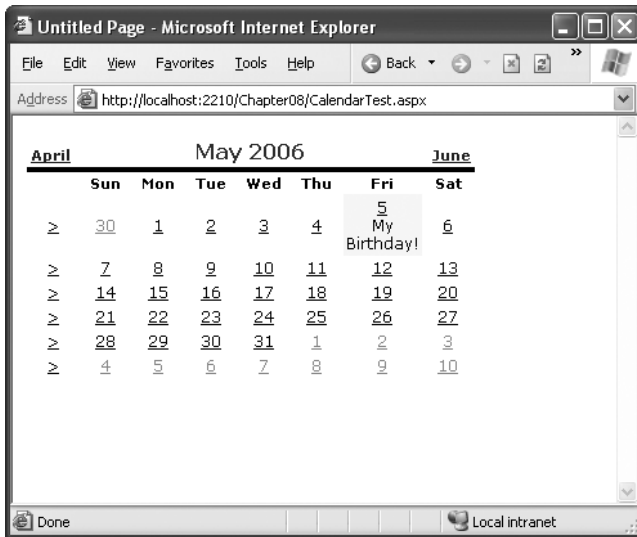 Untitled Page - Microsoft Internet Explorer
File Edit View Favorites Tools Help Back »
Address http://localhost:2210/Chapter08/CalendarTest.aspx
April May 2006 June
Sun Mon Tue Wed Thu Fri Sat
> 30 1 2 3 4 5 My Birthday! 6
> 7 8 9 10 11 12 13
> 14 15 16 17 18 19 20
> 21 22 23 24 25 26 27
> 28 29 30 31 1 2 3
> 4 5 6 7 8 9 10
Done Local intranet